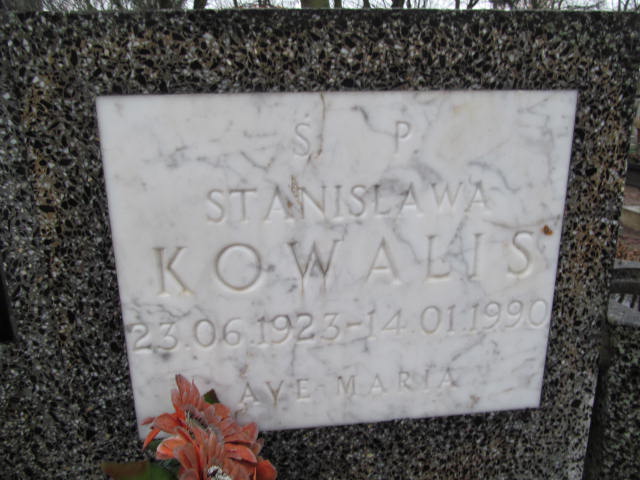 Ś P
STANISŁAWA
KOWALIS
23.06.1923-14.01.1990
AVE-MARIA